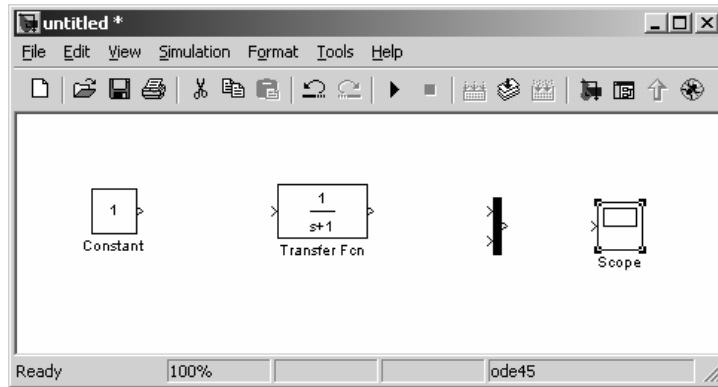 untitled *
File Edit View Simulation Format Tools Help
1
Constant
1
s+1
Transfer Fcn
Scope
Ready 100% ode45